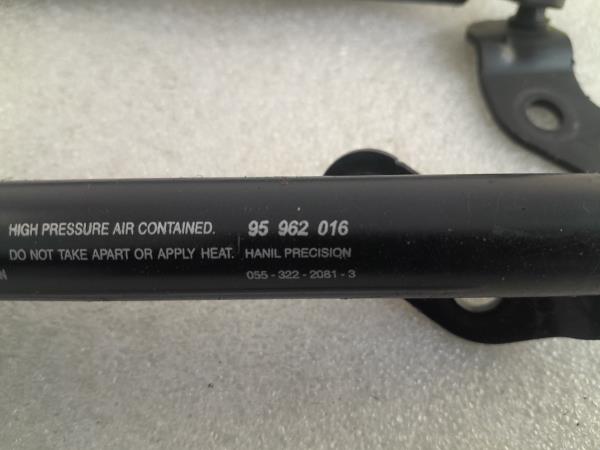 HIGH PRESSURE AIR CONTAINED. 95 962 016
DO NOT TAKE APART OR APPLY HEAT. HANIL PRECISION
055-322-2081-3